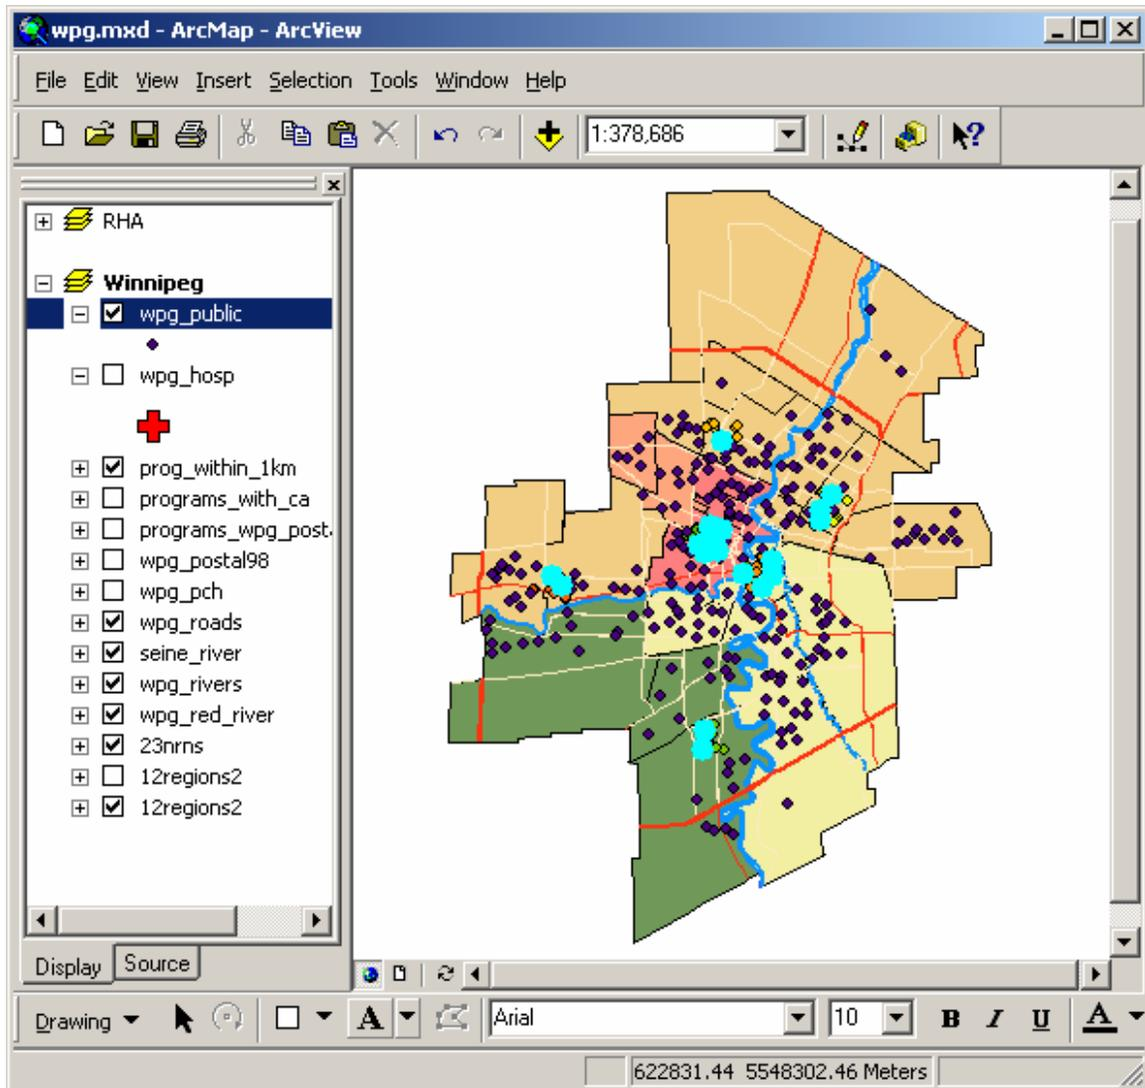 wpg.mxd - ArcMap - ArcView
File Edit View Insert Selection Tools Window Help
1:378,686
RHA
Winnipeg
wpg_public
wpg_hosp
prog_within_1km
programs_with_ca
programs_wpg_post
wpg_postal98
wpg_pch
wpg_roads
seine_river
wpg_rivers
wpg_red_river
23nrns
12regions2
12regions2
Display Source
Drawing A Arial 10 B I U A
622831.44 5548302.46 Meters